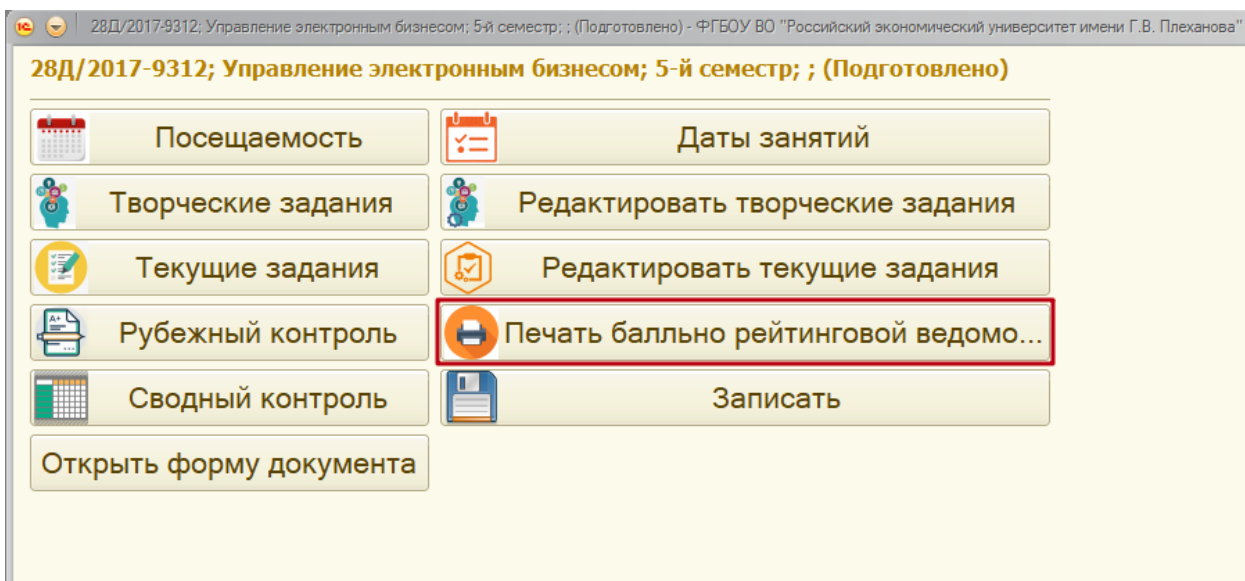 28Д/2017-9312; Управление электронным бизнесом; 5-й семестр; ; (Подготовлено) - ФГБОУ ВО "Российский экономический университет имени Г.В. Плеханова"
28Д/2017-9312; Управление электронным бизнесом; 5-й семестр; ; (Подготовлено)
Посещаемость
Даты занятий
Творческие задания
Редактировать творческие задания
Текущие задания
Редактировать текущие задания
Рубежный контроль
Печать балльно рейтинговой ведомо...
Сводный контроль
Записать
Открыть форму документа